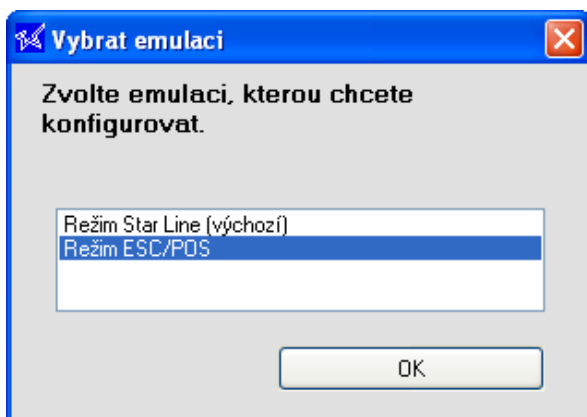 Vybrat emulaci
Zvolte emulaci, kterou chcete
konfigurovat.
Režim Star Line (výchozí)
Režim ESC/POS
OK